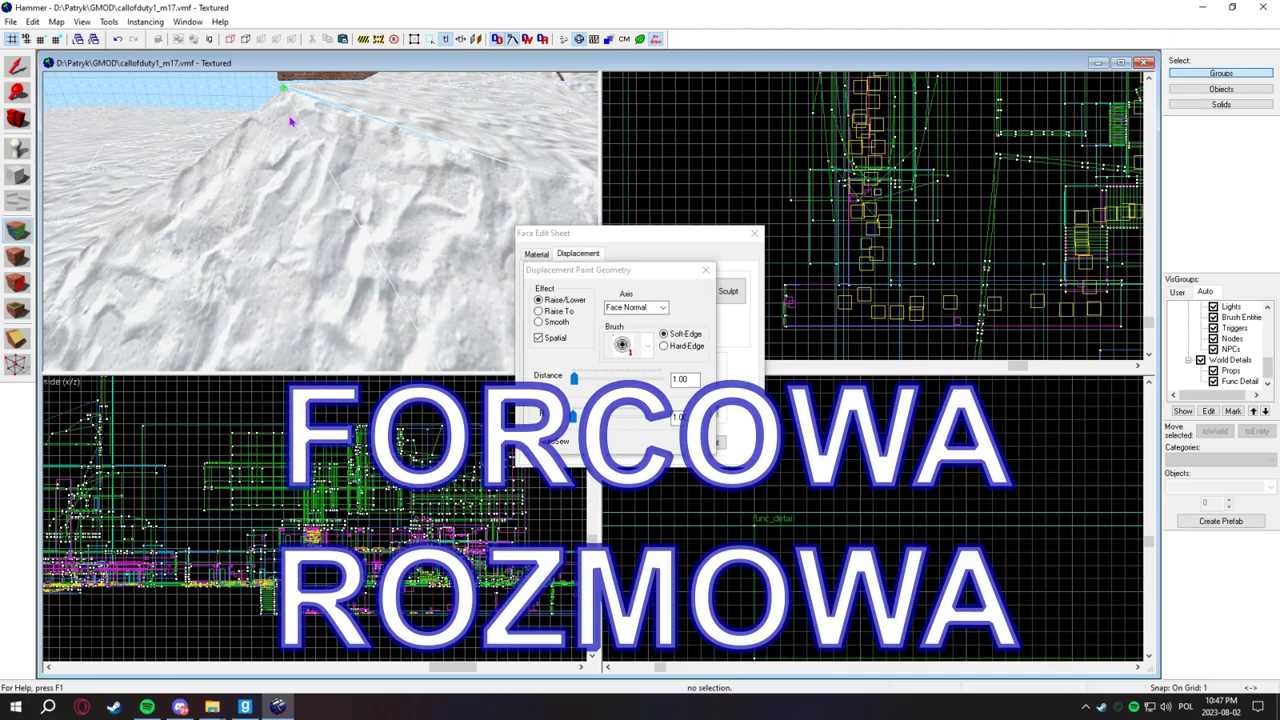 Hammer - D:\Patryk\GMOD\callofduty1_m17.vmf - Textured
File Edit Map View Tools Instancing Window Help
D:\Patryk\GMOD\callofduty1_m17.vmf - Textured
Select:
Groups
Objects
Solids
Face Edit Sheet
Material Displacement
Displacement Paint Geometry
Effect
Raise/Lower
Raise To
Smooth
Spatial
Axis
Face Normal
Sculpt
Brush
1
Soft-Edge
Hard-Edge
Distance
1.00
side (x/z)
FORCOWA
ROZMOWA
func_detail
VisGroups:
User Auto
Lights
Brush Entitie
Triggers
Nodes
NPCs
World Details
Props
Func Detail
Show Edit Mark
Move selected:
toWorld toEntity
Categories:
Objects:
0
Create Prefab
For Help, press F1
no selection.
Snap: On Grid: 1
<->
POL
10:47 PM
2023-08-02